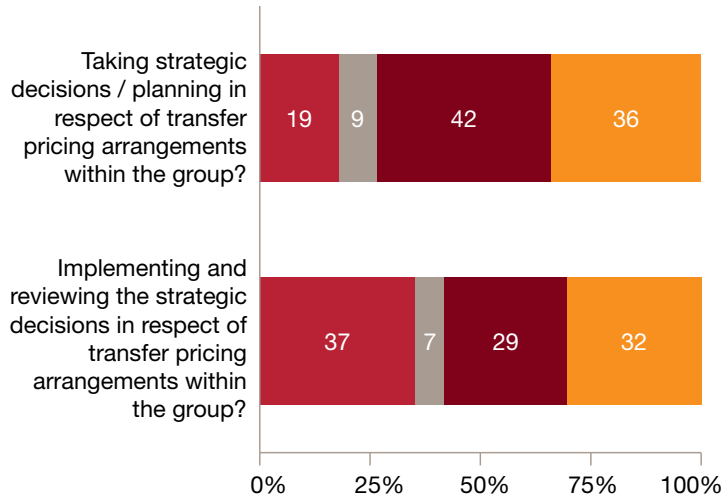 Taking strategic
decisions / planning in
respect of transfer
pricing arrangements
within the group?
19 9 42 36
Implementing and
reviewing the strategic
decisions in respect of
transfer pricing
arrangements within
the group?
37 7 29 32
0% 25% 50% 75% 100%